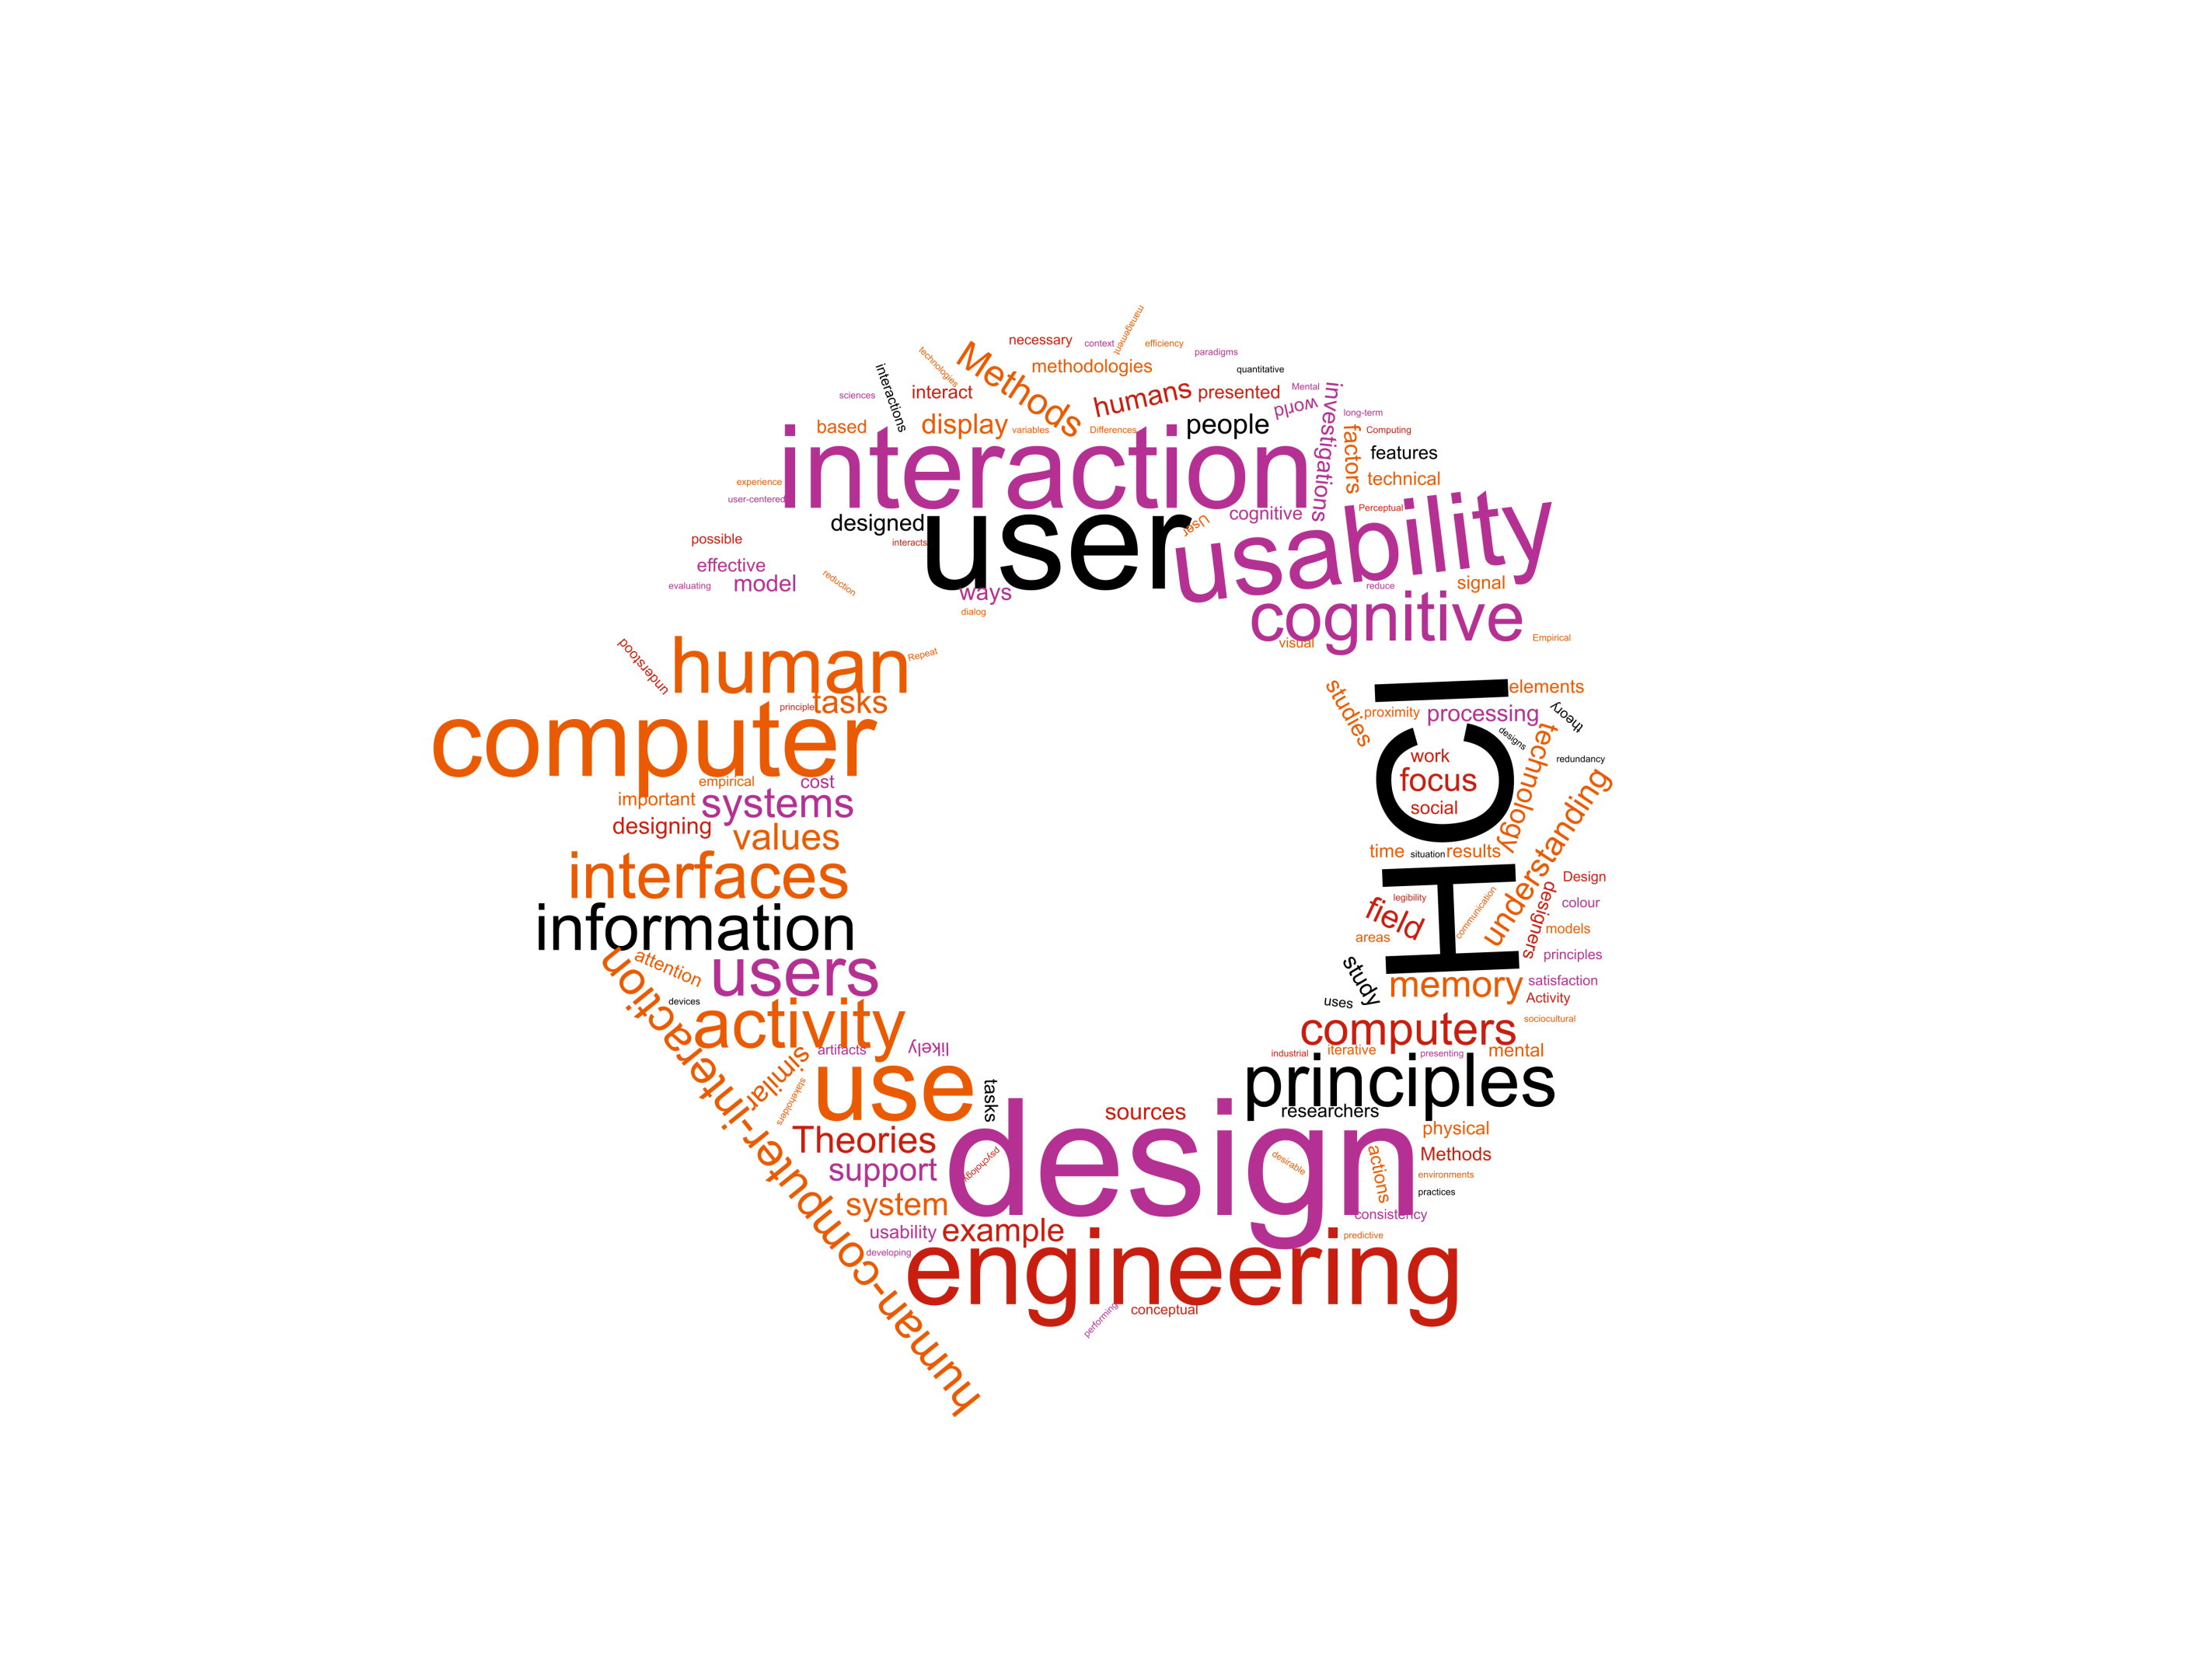 management
necessary
context
efficiency
technologies
Methods
methodologies
paradigms
quantitative
interactions
sciences
interact
humans
presented
Mental
world
investigations
long-term
based
display
variables
Differences
people
factors
Computing
interaction
features
experience
technical
user-centered
designed
user
User
cognitive
Perceptual
usability
interacts
possible
effective
evaluating
model
reduction
ways
reduce
signal
dialog
cognitive
visual
Empirical
understood
human
Repeat
studies
elements
principle
tasks
proximity
processing
theory
computer
designs
technology
work
redundancy
empirical
cost
focus
important
systems
social
HCI
understanding
designing
values
time
situation
results
interfaces
legibility
communication
Design
designers
information
field
colour
areas
models
attention
users
principles
study
memory
satisfaction
devices
uses
Activity
activity
computers
sociocultural
human-computer-interaction
similar
artifacts
likely
industrial
iterative
presenting
mental
stakeholders
use
tasks
principles
sources
researchers
Theories
design
physical
support
psychology
desirable
actions
Methods
environments
practices
system
consistency
usability
example
predictive
developing
engineering
performing
conceptual